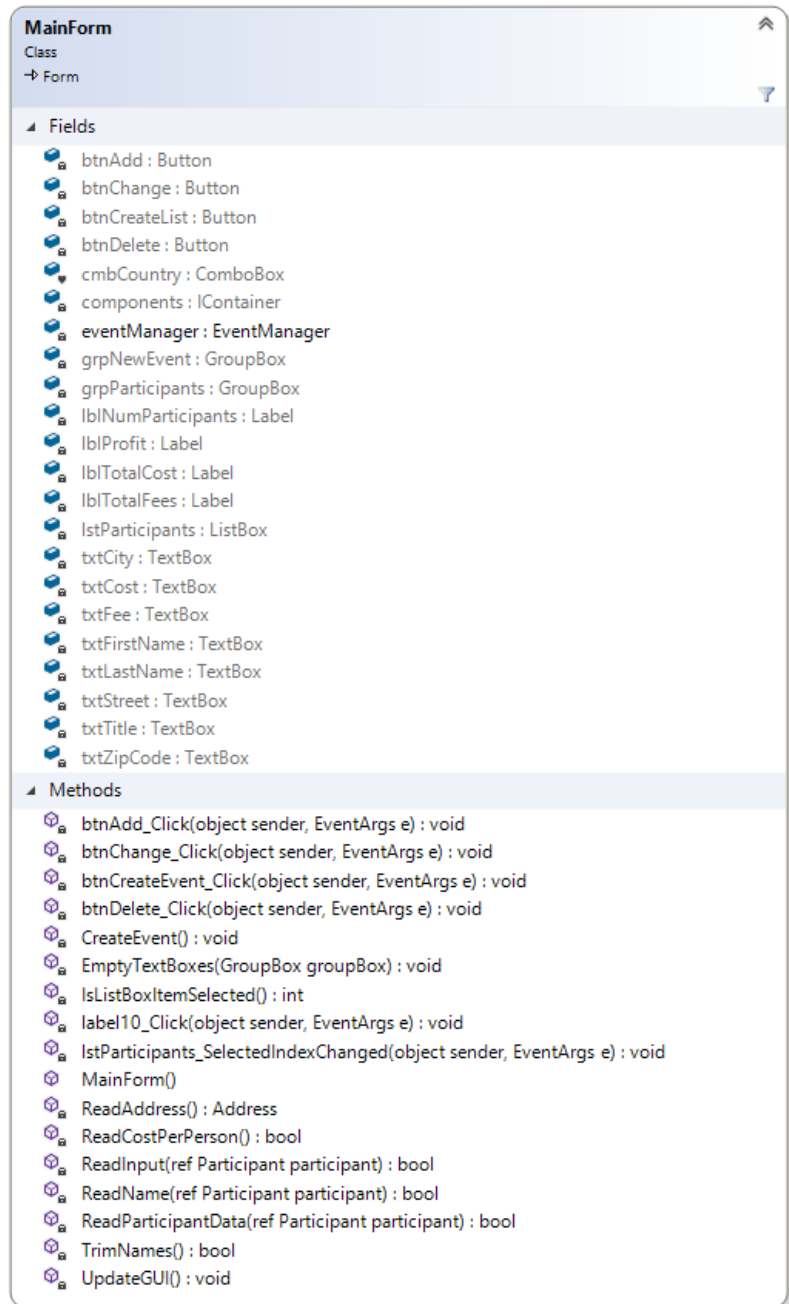 MainForm
Class
Form
Fields
btnAdd : Button
btnChange : Button
btnCreateList : Button
btnDelete : Button
cmbCountry : ComboBox
components : IContainer
eventManager : EventManager
grpNewEvent : GroupBox
grpParticipants : GroupBox
lblNumParticipants : Label
lblProfit : Label
lblTotalCost : Label
lblTotalFees : Label
lstParticipants : ListBox
txtCity : TextBox
txtCost : TextBox
txtFee : TextBox
txtFirstName : TextBox
txtLastName : TextBox
txtStreet : TextBox
txtTitle : TextBox
txtZipCode : TextBox
Methods
btnAdd_Click(object sender, EventArgs e) : void
btnChange_Click(object sender, EventArgs e) : void
btnCreateEvent_Click(object sender, EventArgs e) : void
btnDelete_Click(object sender, EventArgs e) : void
CreateEvent() : void
EmptyTextBoxes(GroupBox groupBox) : void
IsListBoxItemSelected() : int
label10_Click(object sender, EventArgs e) : void
lstParticipants_SelectedIndexChanged(object sender, EventArgs e) : void
MainForm()
ReadAddress() : Address
ReadCostPerPerson() : bool
ReadInput(ref Participant participant) : bool
ReadName(ref Participant participant) : bool
ReadParticipantData(ref Participant participant) : bool
TrimNames() : bool
UpdateGUI() : void